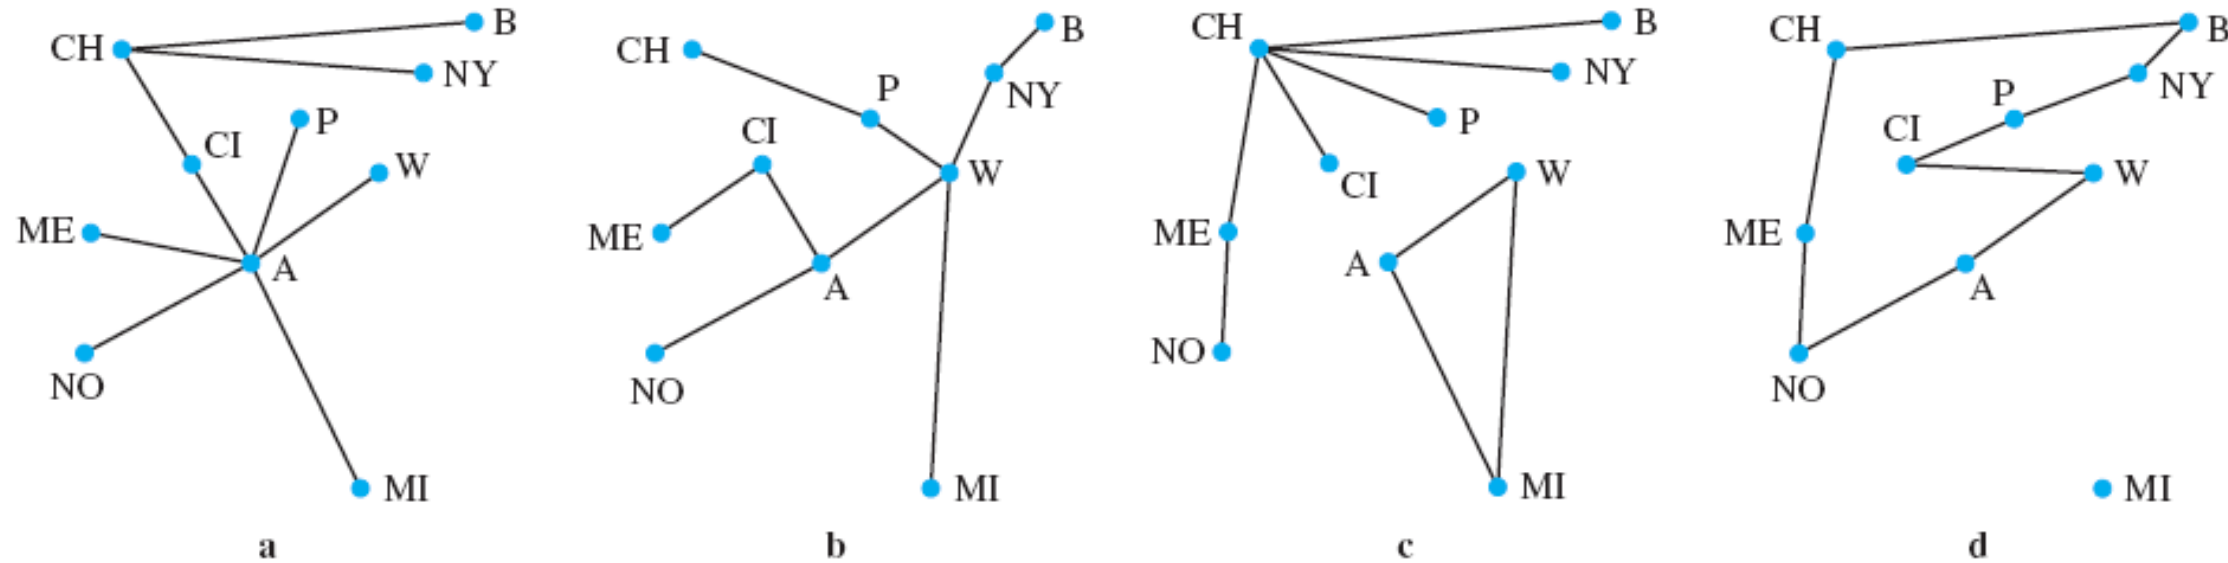 CH B NY CI P W ME A NO MI
CH P B NY CI W ME A NO MI
CH B NY P CI W ME A NO MI
CH B NY P CI W ME A NO MI
a b c d